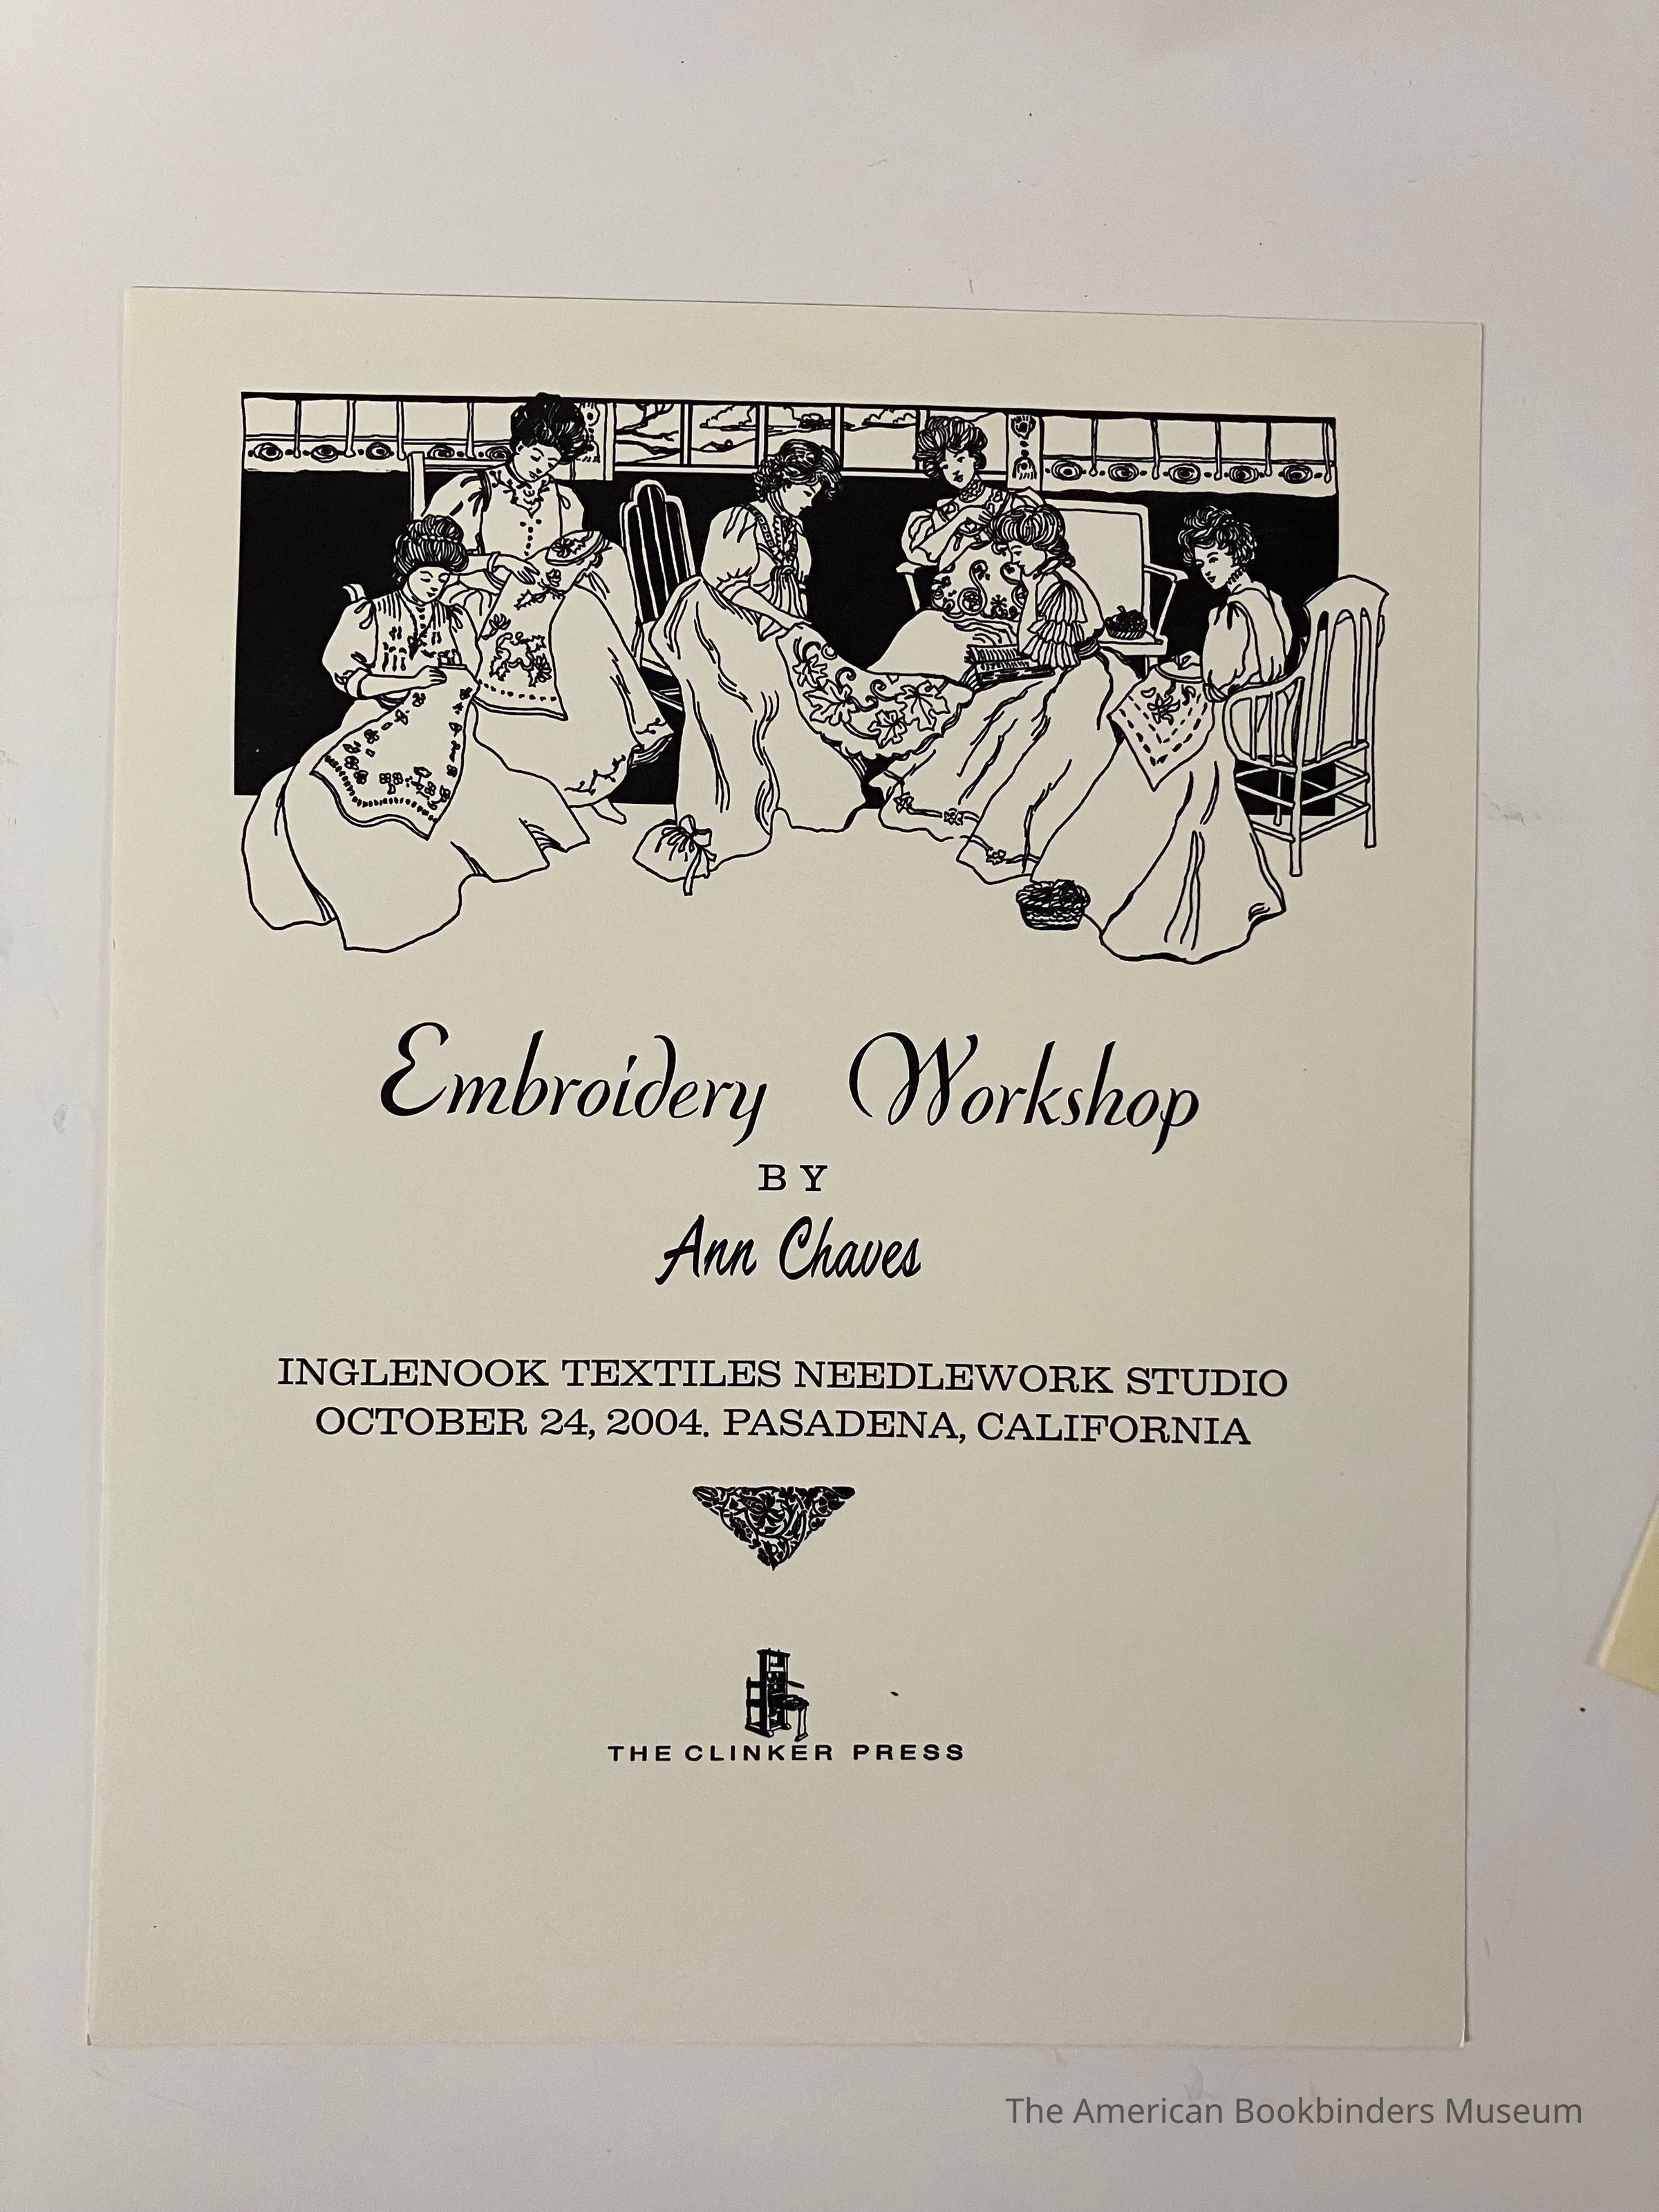 Embroidery Workshop
BY
Ann Chaves
INGLENOOK TEXTILES NEEDLEWORK STUDIO
OCTOBER 24, 2004. PASADENA, CALIFORNIA
THE CLINKER PRESS
The American Bookbinders Museum